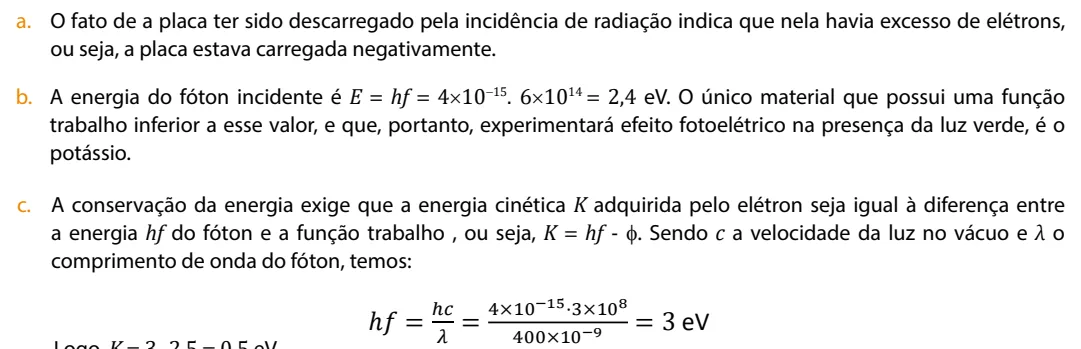 a. O fato de a placa ter sido descarregado pela incidência de radiação indica que nela havia excesso de elétrons,
ou seja, a placa estava carregada negativamente.
b. A energia do fóton incidente é E = hf = 4×10⁻¹⁵. 6×10¹⁴ = 2,4 eV. O único material que possui uma função
trabalho inferior a esse valor, e que, portanto, experimentará efeito fotoelétrico na presença da luz verde, é o
potássio.
c. A conservação da energia exige que a energia cinética K adquirida pelo elétron seja igual à diferença entre
a energia hf do fóton e a função trabalho , ou seja, K = hf - ϕ. Sendo c a velocidade da luz no vácuo e λ o
comprimento de onda do fóton, temos:
hf = hc/λ = 4×10⁻¹⁵·3×10⁸/400×10⁻⁹ = 3 eV
Logo, K = 3 - 2,5 = 0,5 eV